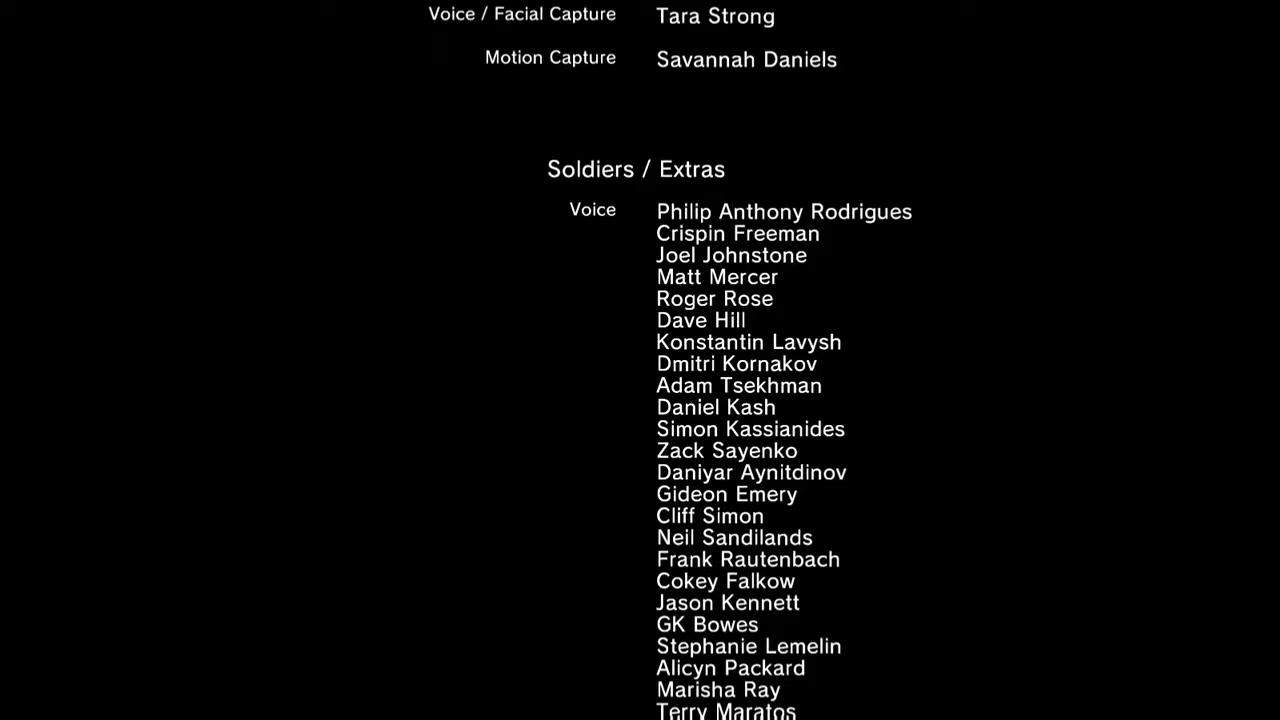 Voice / Facial Capture Tara Strong
Motion Capture Savannah Daniels
Soldiers / Extras
Voice Philip Anthony Rodrigues
Crispin Freeman
Joel Johnstone
Matt Mercer
Roger Rose
Dave Hill
Konstantin Lavysh
Dmitri Kornakov
Adam Tsekhman
Daniel Kash
Simon Kassianides
Zack Sayenko
Daniyar Aynitdinov
Gideon Emery
Cliff Simon
Neil Sandilands
Frank Rautenbach
Cokey Falkow
Jason Kennett
GK Bowes
Stephanie Lemelin
Alicyn Packard
Marisha Ray
Terry Maratos